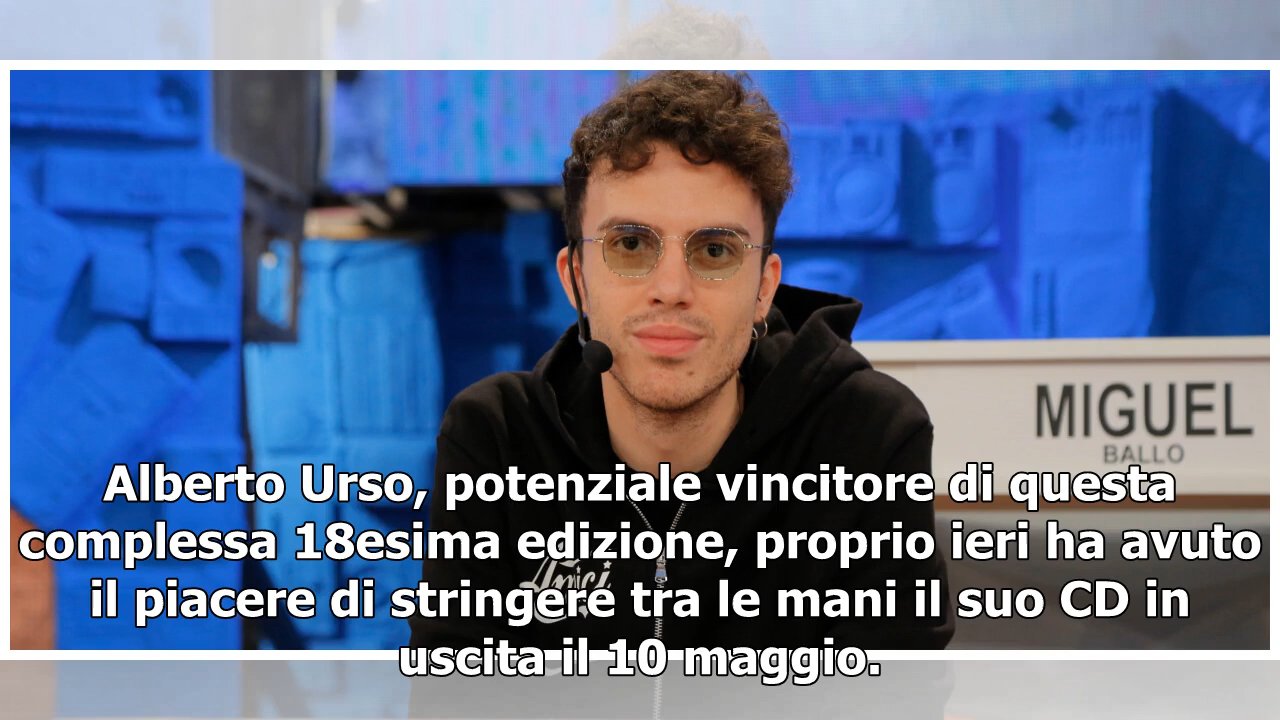 MIGUEL
BALLO
Amici
Alberto Urso, potenziale vincitore di questa
complessa 18esima edizione, proprio ieri ha avuto
il piacere di stringere tra le mani il suo CD in
uscita il 10 maggio.